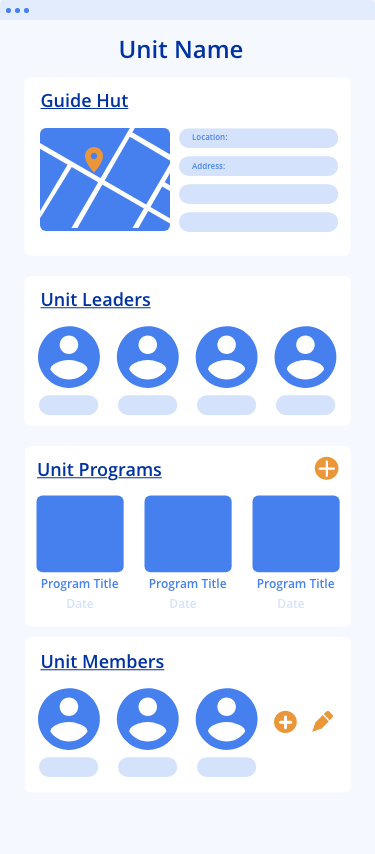 Unit Name
Guide Hut
Location:
Address:
Unit Leaders
Unit Programs
Program Title Program Title Program Title
Date Date Date
Unit Members